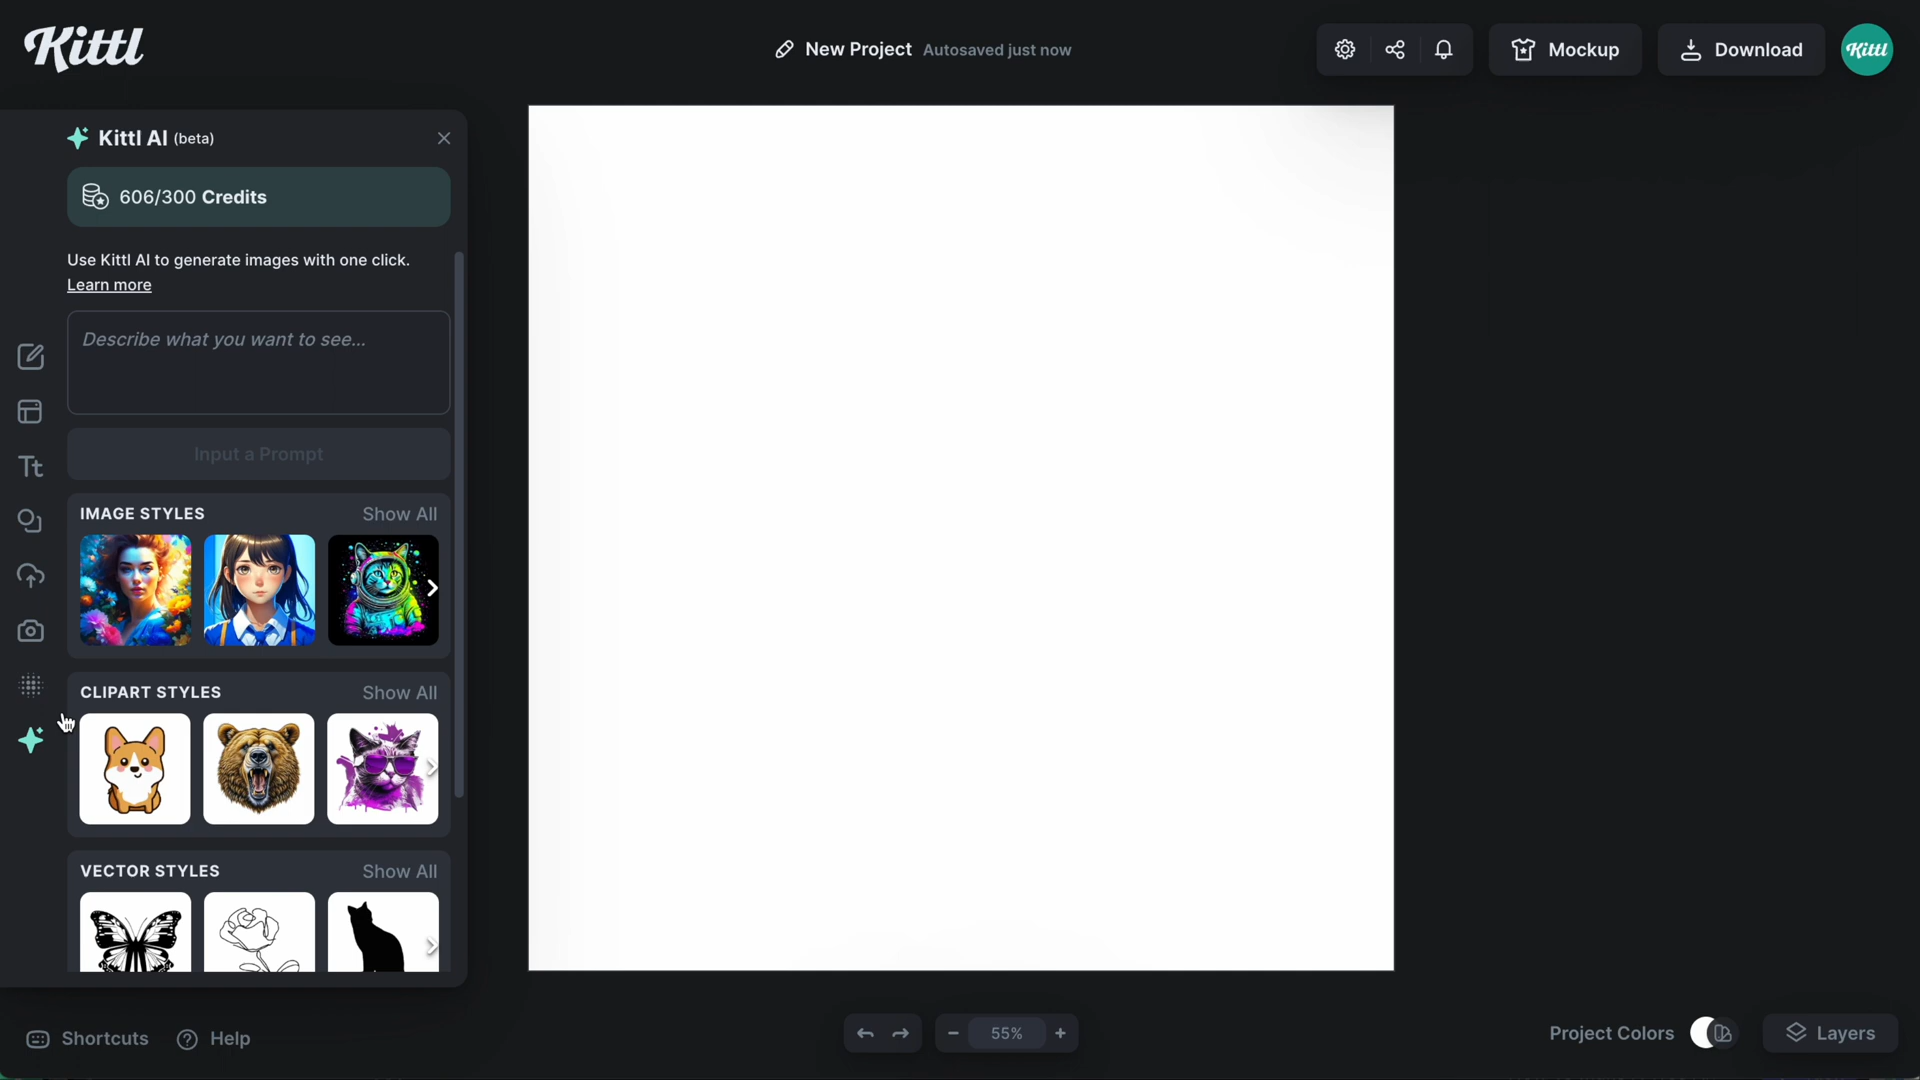 Kittl
New Project Autosaved just now
Mockup
Download
Kittl
Kittl AI (beta)
606/300 Credits
Use Kittl AI to generate images with one click.
Learn more
Describe what you want to see...
Input a Prompt
IMAGE STYLES Show All
CLIPART STYLES Show All
VECTOR STYLES Show All
Tt
Shortcuts
Help
55%
Project Colors
Layers